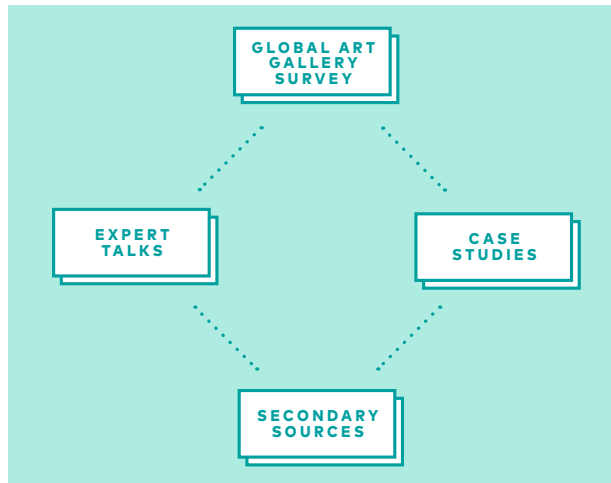 GLOBAL ART
GALLERY
SURVEY
EXPERT
TALKS
CASE
STUDIES
SECONDARY
SOURCES